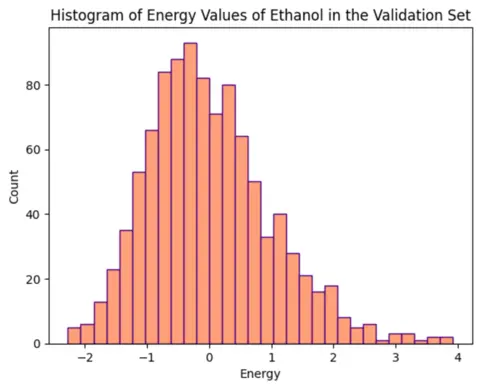 Histogram of Energy Values of Ethanol in the Validation Set
Count
80
60
40
20
0
−2 −1 0 1 2 3 4
Energy